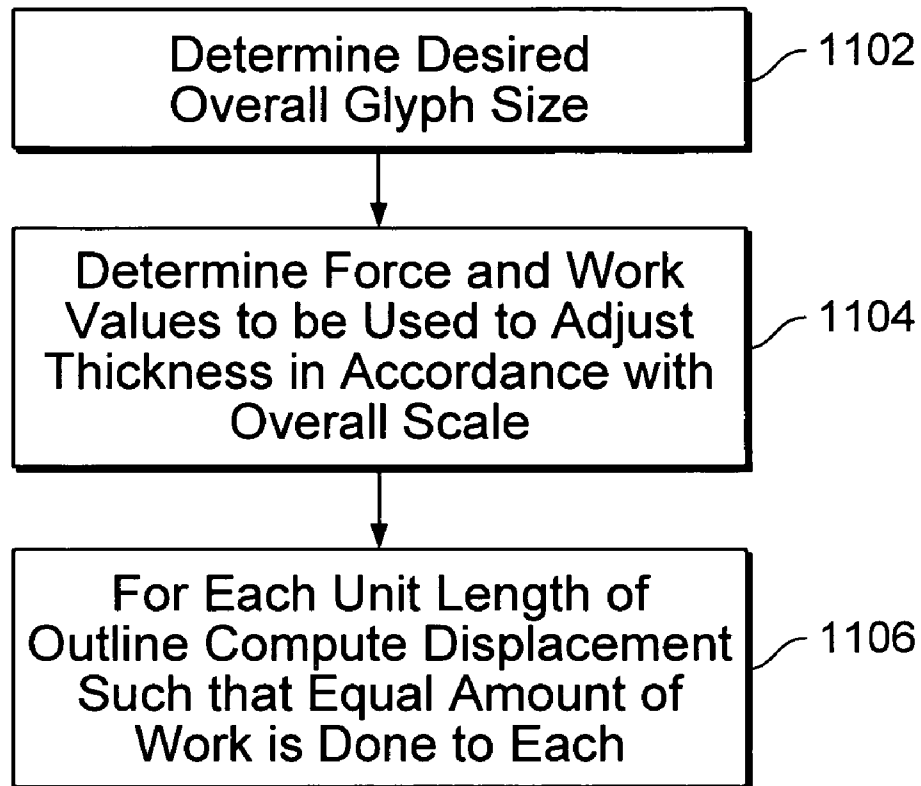 Determine Desired
Overall Glyph Size
1102
Determine Force and Work
Values to be Used to Adjust
Thickness in Accordance with
Overall Scale
1104
For Each Unit Length of
Outline Compute Displacement
Such that Equal Amount of
Work is Done to Each
1106